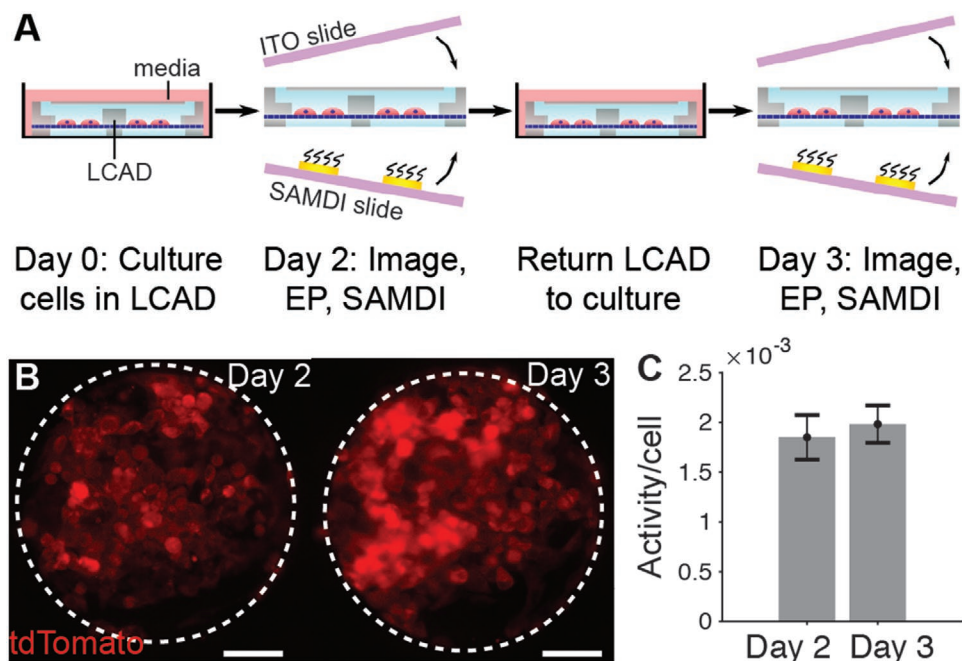 A
ITO slide
media
LCAD
SAMDI slide
Day 0: Culture
cells in LCAD
Day 2: Image,
EP, SAMDI
Return LCAD
to culture
Day 3: Image,
EP, SAMDI
B
Day 2
Day 3
tdTomato
C
×10⁻³
2.5
2
1.5
1
0.5
0
Activity/cell
Day 2
Day 3